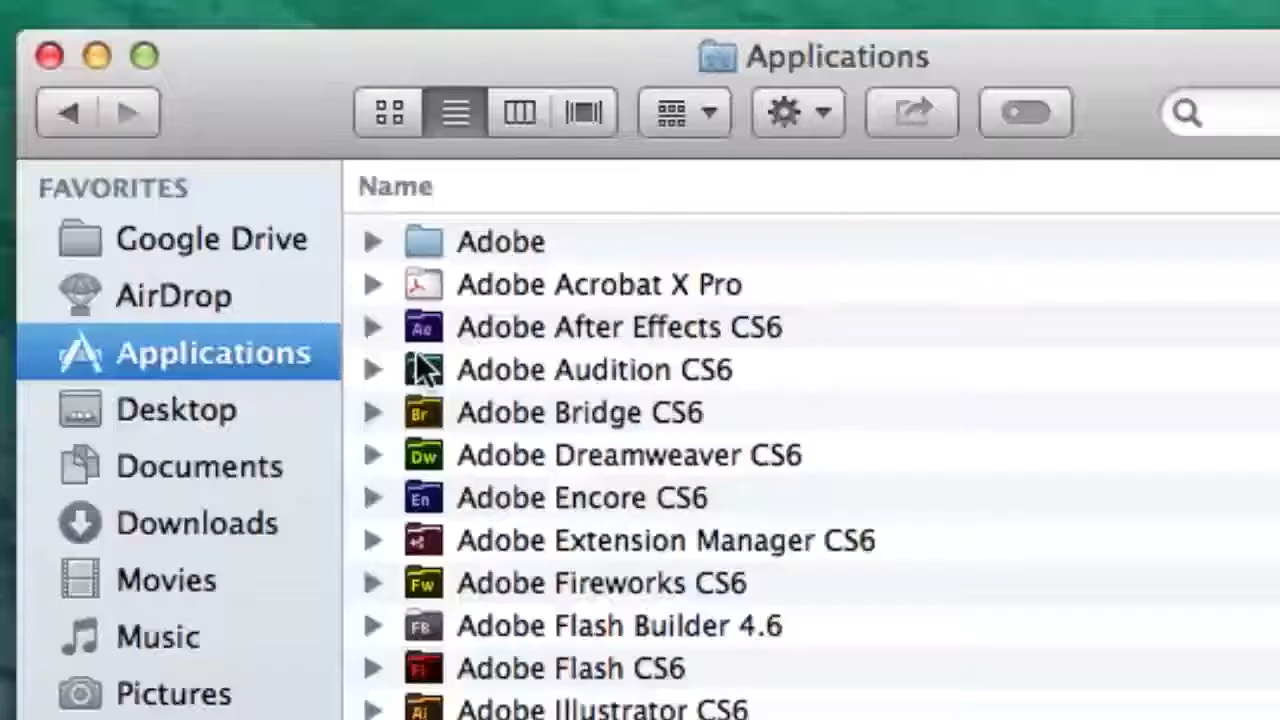 Applications
FAVORITES
Google Drive
AirDrop
Applications
Desktop
Documents
Downloads
Movies
Music
Pictures
Name
Adobe
Adobe Acrobat X Pro
Ae Adobe After Effects CS6
Adobe Audition CS6
Br Adobe Bridge CS6
Dw Adobe Dreamweaver CS6
En Adobe Encore CS6
Adobe Extension Manager CS6
Fw Adobe Fireworks CS6
FB Adobe Flash Builder 4.6
Fl Adobe Flash CS6
Ai Adobe Illustrator CS6